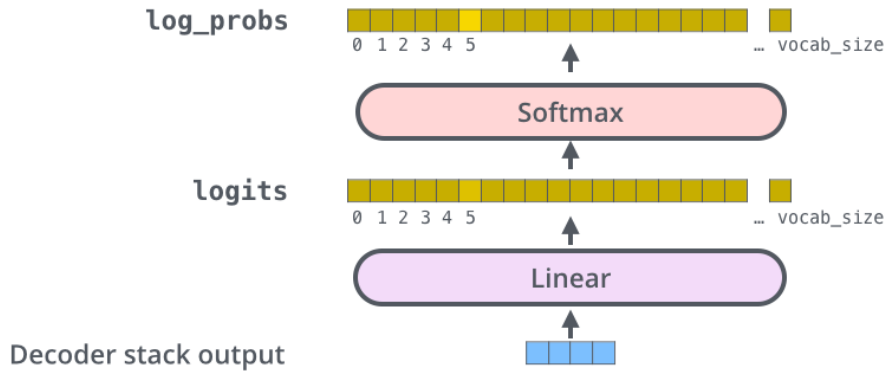 log_probs
0 1 2 3 4 5 … vocab_size
Softmax
logits
0 1 2 3 4 5 … vocab_size
Linear
Decoder stack output